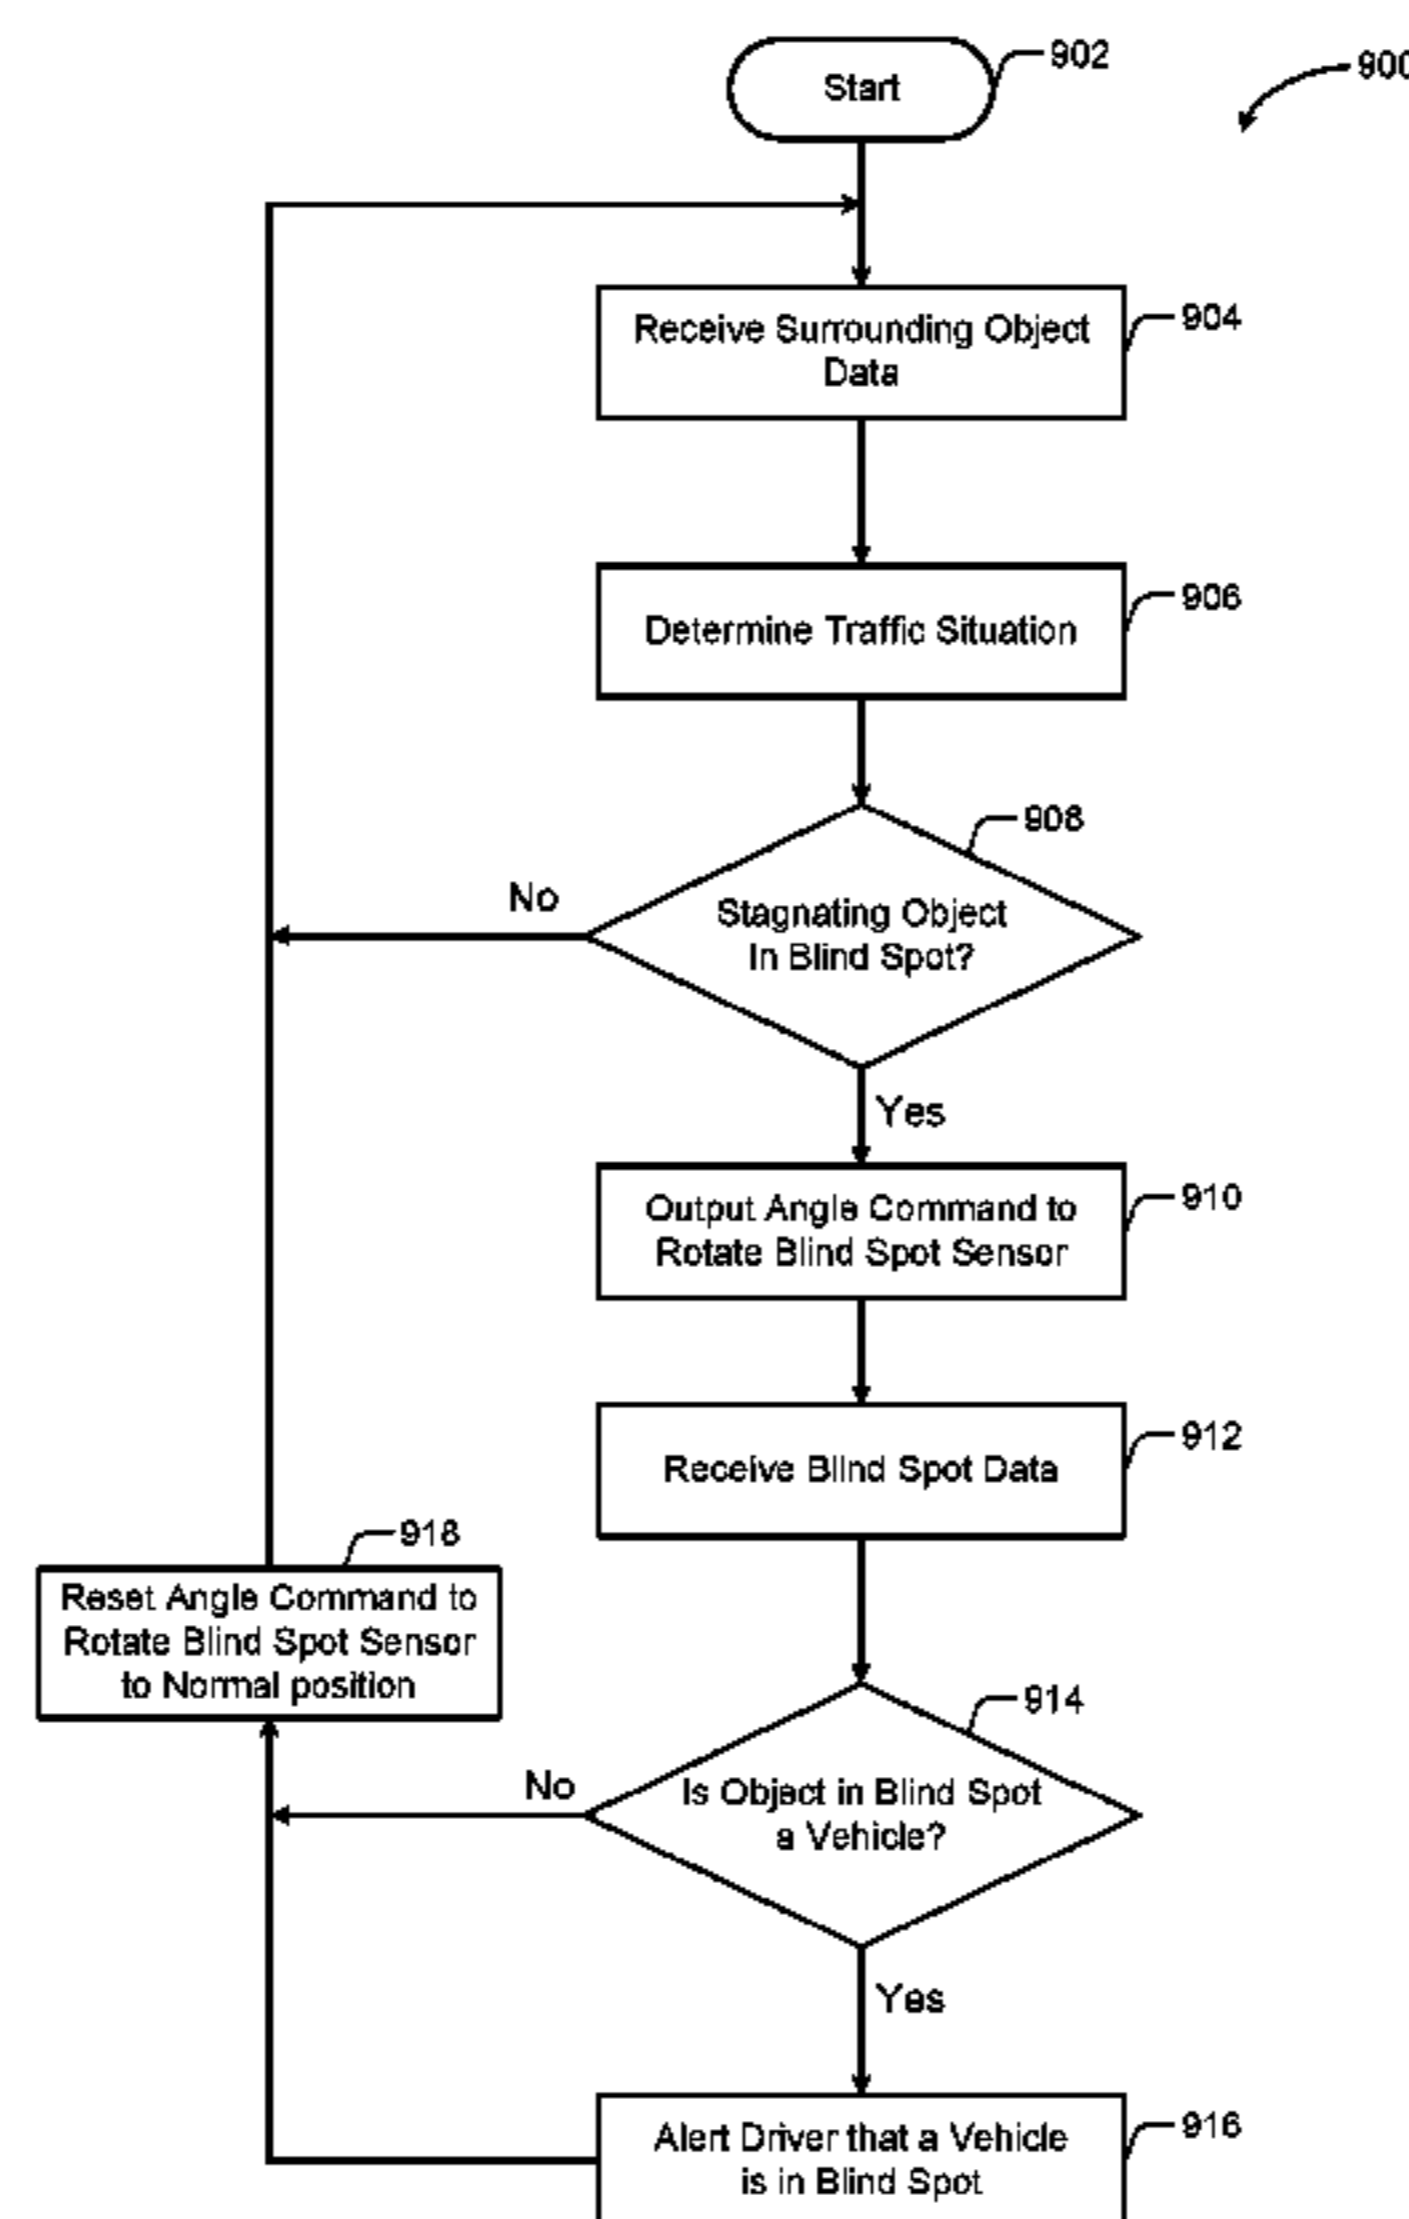 902
Start
900
Receive Surrounding Object
Data
904
Determine Traffic Situation
906
908
Stagnating Object
In Blind Spot?
No
Yes
Output Angle Command to
Rotate Blind Spot Sensor
910
Receive Blind Spot Data
912
918
Reset Angle Command to
Rotate Blind Spot Sensor
to Normal position
914
Is Object in Blind Spot
a Vehicle?
No
Yes
Alert Driver that a Vehicle
is in Blind Spot
916